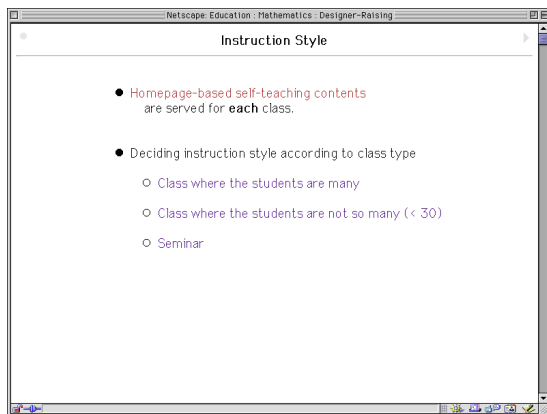 Netscape: Education : Mathematics : Designer-Raising
Instruction Style
Homepage-based self-teaching contents
are served for each class.
Deciding instruction style according to class type
Class where the students are many
Class where the students are not so many (< 30)
Seminar